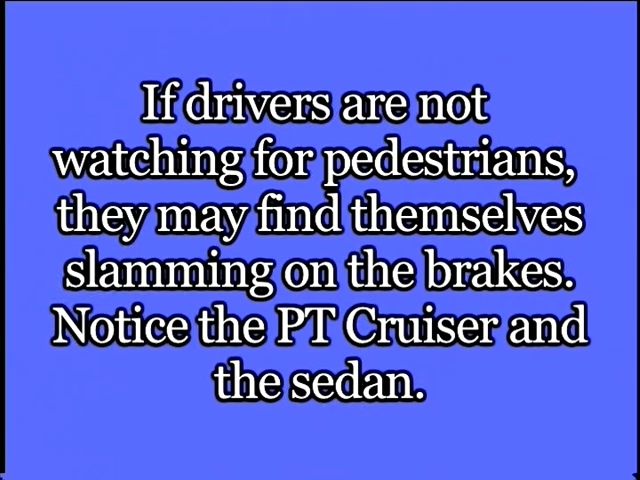 If drivers are not
watching for pedestrians,
they may find themselves
slamming on the brakes.
Notice the PT Cruiser and
the sedan.